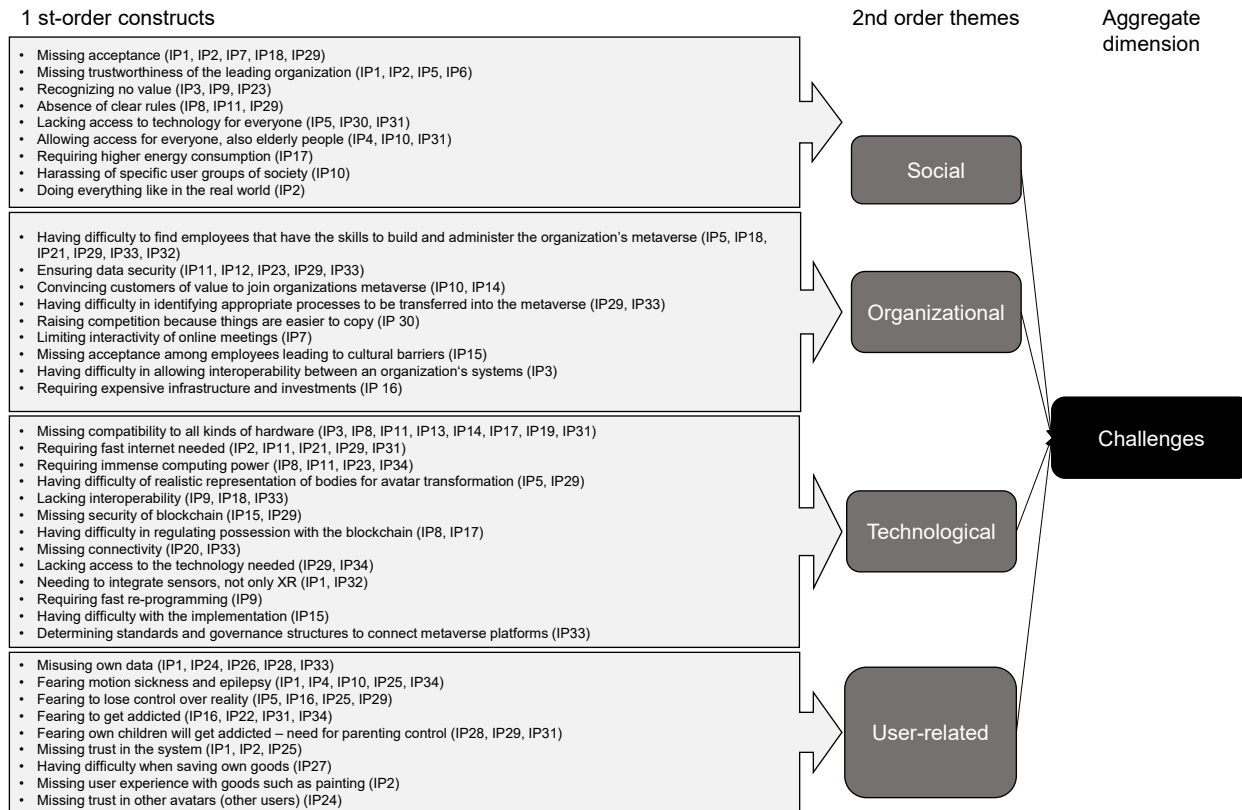 1 st-order constructs
2nd order themes
Aggregate
dimension
• Missing acceptance (IP1, IP2, IP7, IP18, IP29)
• Missing trustworthiness of the leading organization (IP1, IP2, IP5, IP6)
• Recognizing no value (IP3, IP9, IP23)
• Absence of clear rules (IP8, IP11, IP29)
• Lacking access to technology for everyone (IP5, IP30, IP31)
• Allowing access for everyone, also elderly people (IP4, IP10, IP31)
• Requiring higher energy consumption (IP17)
• Harassing of specific user groups of society (IP10)
• Doing everything like in the real world (IP2)
Social
• Having difficulty to find employees that have the skills to build and administer the organization’s metaverse (IP5, IP18,
IP21, IP29, IP33, IP32)
• Ensuring data security (IP11, IP12, IP23, IP29, IP33)
• Convincing customers of value to join organizations metaverse (IP10, IP14)
• Having difficulty in identifying appropriate processes to be transferred into the metaverse (IP29, IP33)
• Raising competition because things are easier to copy (IP 30)
• Limiting interactivity of online meetings (IP7)
• Missing acceptance among employees leading to cultural barriers (IP15)
• Having difficulty in allowing interoperability between an organization‘s systems (IP3)
• Requiring expensive infrastructure and investments (IP 16)
Organizational
• Missing compatibility to all kinds of hardware (IP3, IP8, IP11, IP13, IP14, IP17, IP19, IP31)
• Requiring fast internet needed (IP2, IP11, IP21, IP29, IP31)
• Requiring immense computing power (IP8, IP11, IP23, IP34)
• Having difficulty of realistic representation of bodies for avatar transformation (IP5, IP29)
• Lacking interoperability (IP9, IP18, IP33)
• Missing security of blockchain (IP15, IP29)
• Having difficulty in regulating possession with the blockchain (IP8, IP17)
• Missing connectivity (IP20, IP33)
• Lacking access to the technology needed (IP29, IP34)
• Needing to integrate sensors, not only XR (IP1, IP32)
• Requiring fast re-programming (IP9)
• Having difficulty with the implementation (IP15)
• Determining standards and governance structures to connect metaverse platforms (IP33)
Technological
Challenges
• Misusing own data (IP1, IP24, IP26, IP28, IP33)
• Fearing motion sickness and epilepsy (IP1, IP4, IP10, IP25, IP34)
• Fearing to lose control over reality (IP5, IP16, IP25, IP29)
• Fearing to get addicted (IP16, IP22, IP31, IP34)
• Fearing own children will get addicted – need for parenting control (IP28, IP29, IP31)
• Missing trust in the system (IP1, IP2, IP25)
• Having difficulty when saving own goods (IP27)
• Missing user experience with goods such as painting (IP2)
• Missing trust in other avatars (other users) (IP24)
User-related